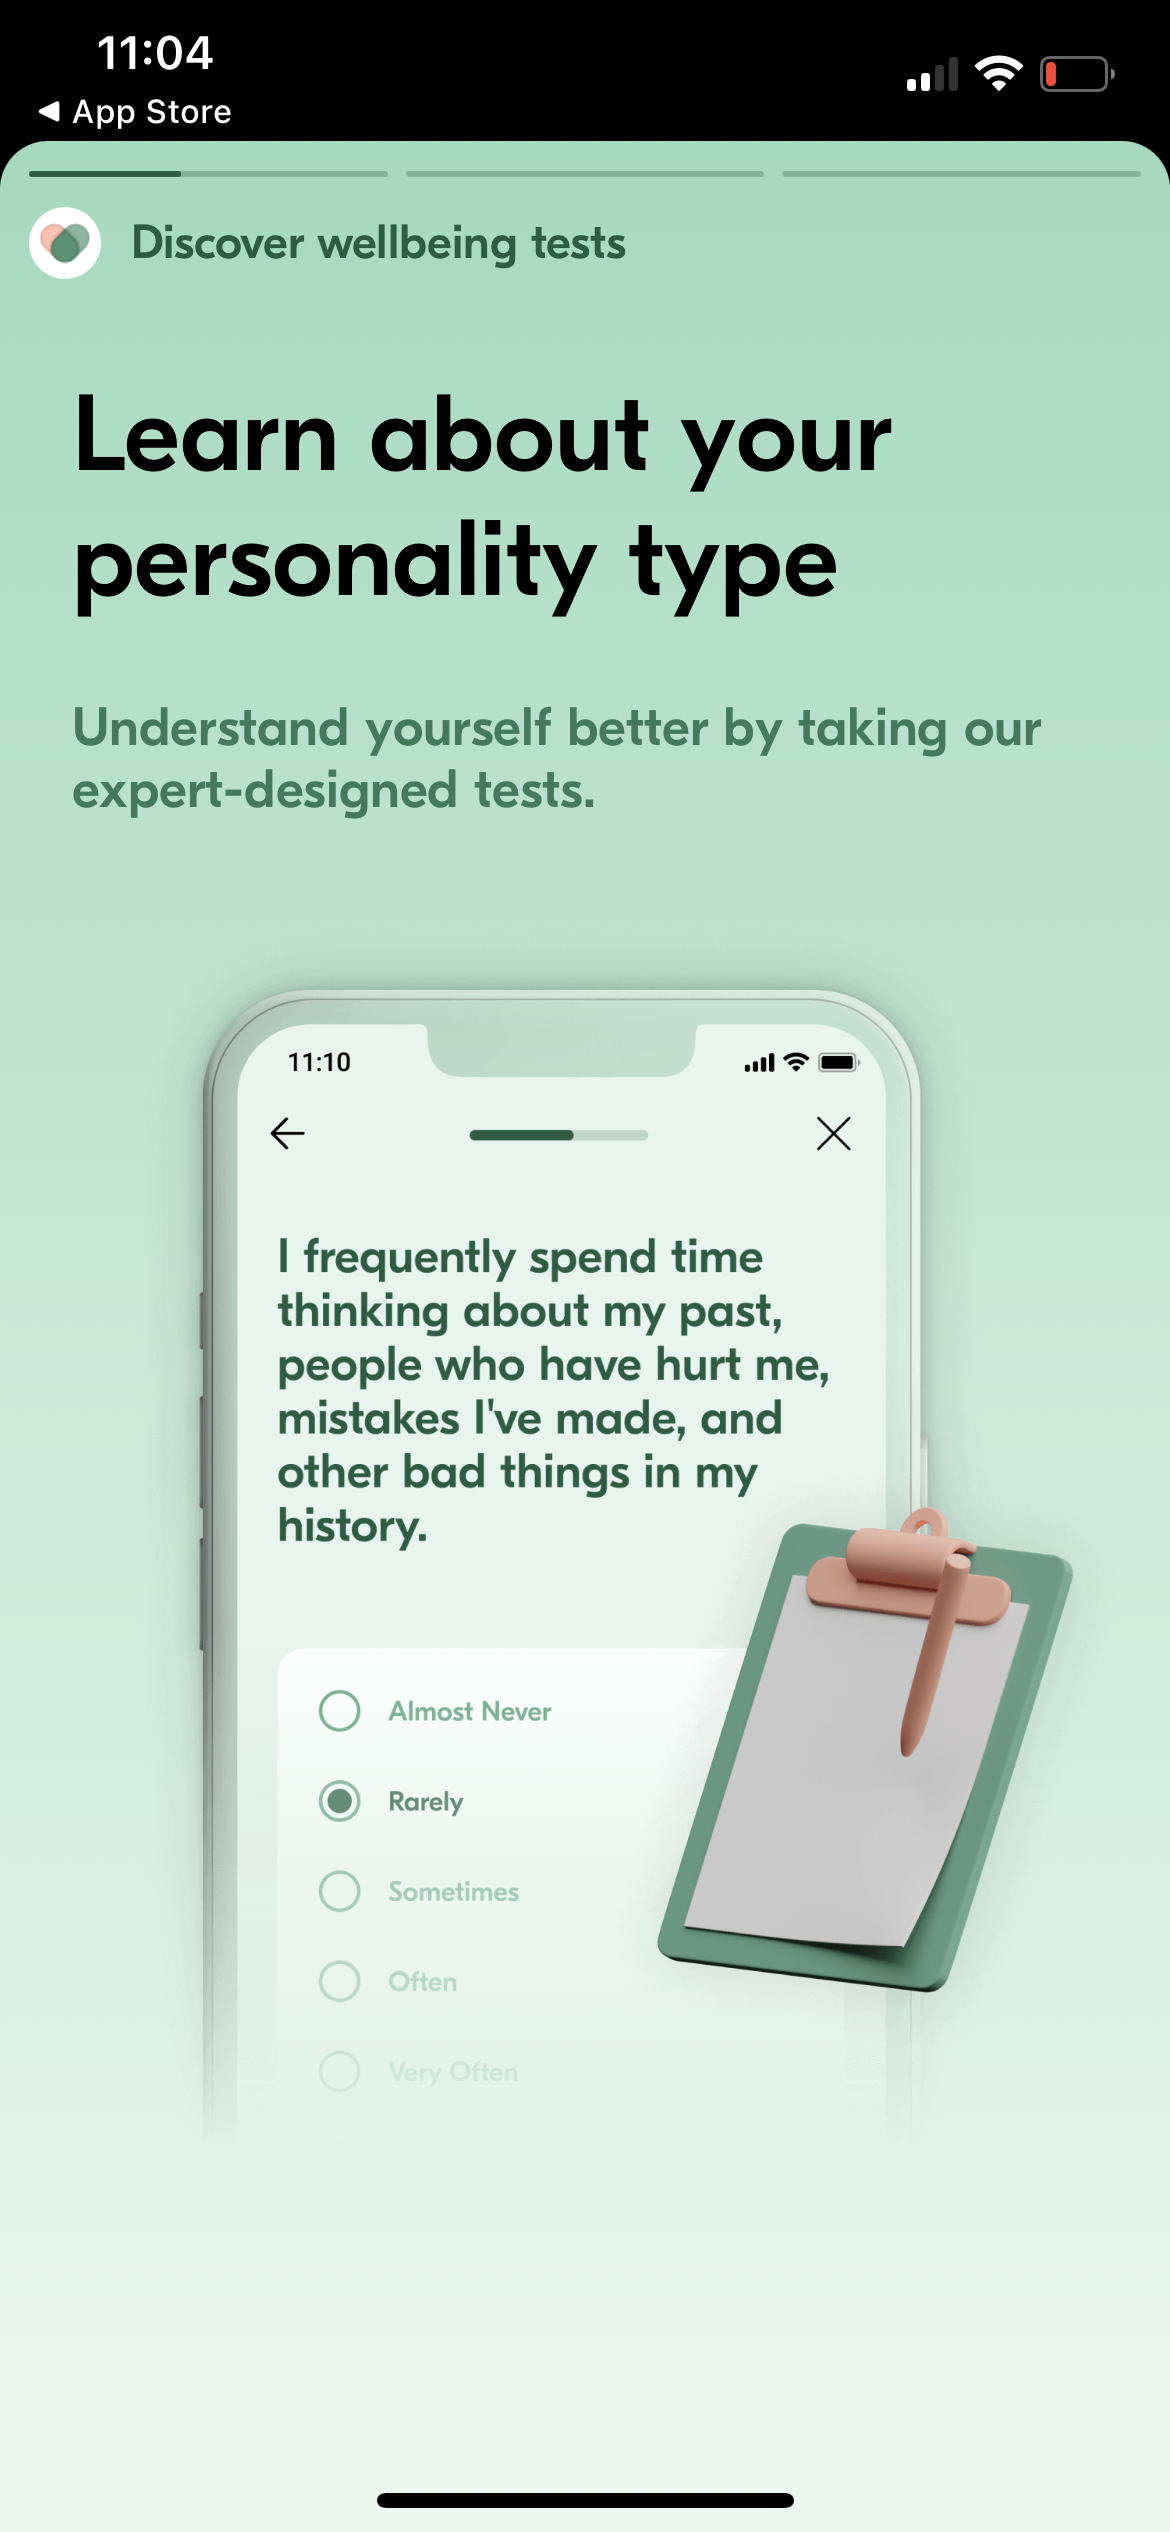 11:04
App Store
Discover wellbeing tests
Learn about your
personality type
Understand yourself better by taking our
expert-designed tests.
11:10
I frequently spend time
thinking about my past,
people who have hurt me,
mistakes I've made, and
other bad things in my
history.
Almost Never
Rarely
Sometimes
Often
Very Often